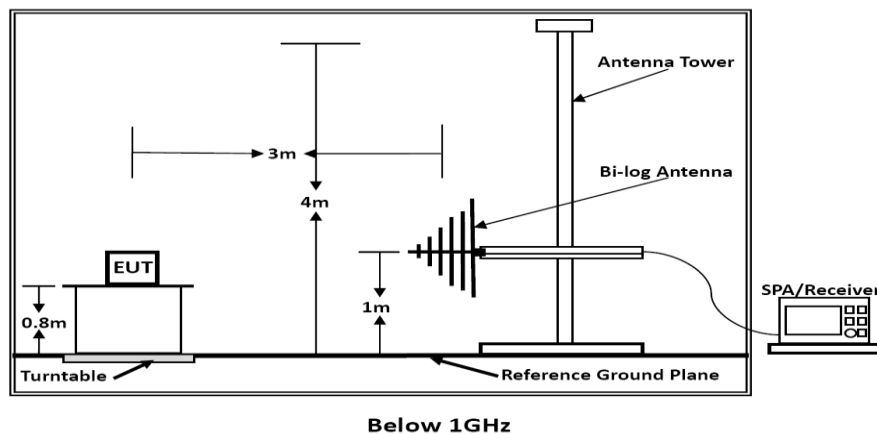 Antenna Tower
3m
Bi-log Antenna
4m
EUT
1m
0.8m
SPA/Receiver
Turntable
Reference Ground Plane
Below 1GHz